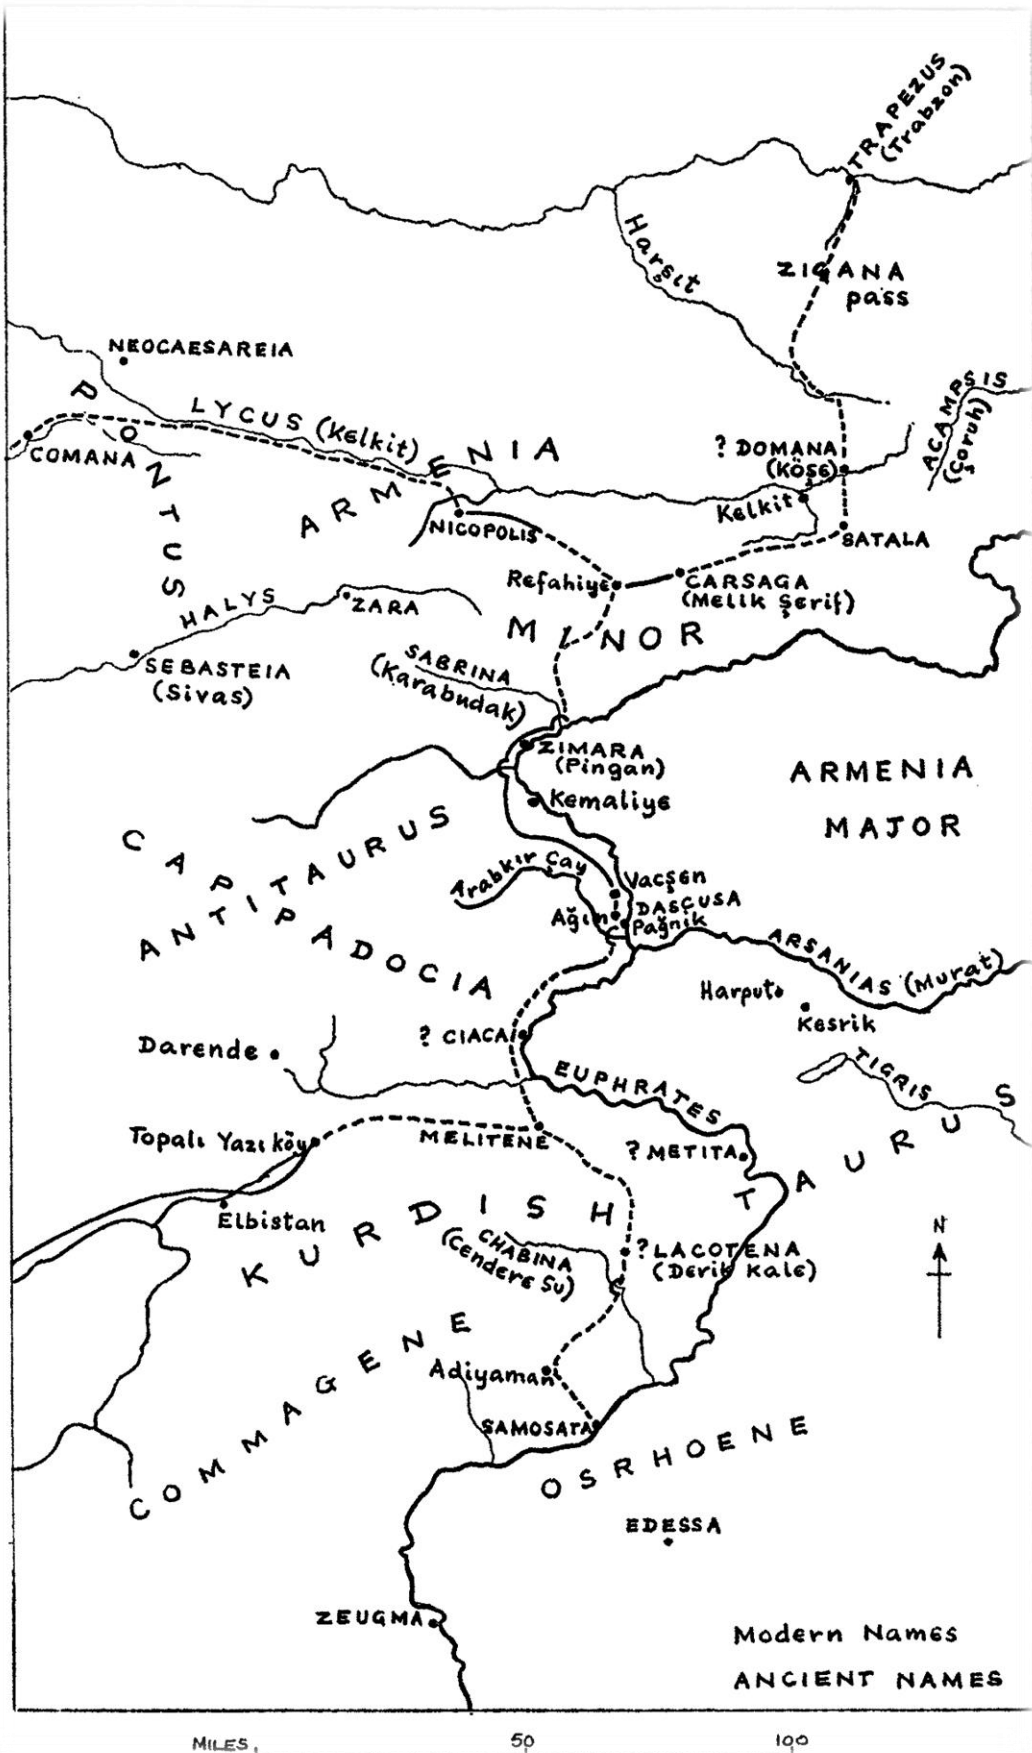 TRAPEZUS
(Trabzon)
Harşıt
ZIGANA
pass
NEOCAESAREIA
PONTUS
LYCUS (Kelkit)
ACAMPSIS
(Çoruh)
COMANA
ARMENIA
? DOMANA
(Köse)
Kelkit
NICOPOLIS
SATALA
Refahiye
CARSAGA
(Melik Şerif)
HALYS
ZARA
MINOR
SEBASTEIA
(Sivas)
SABRINA
(Karabudak)
ZIMARA
(Pingan)
ARMENIA
MAJOR
Kemaliye
CAPPADOCIA
ANTITAURUS
Arabkir Çay
Vacşen
Ağın
DASCUSA
Pağnik
ARSANIAS (Murat)
Harput
Kesrik
? CIACA
Darende
EUPHRATES
TIGRIS
Topalı Yazı köy
MELITENE
? METITA
KURDISH TAURUS
Elbistan
CHABINA
(Cendere Su)
? LACOTENA
(Derik Kale)
N
COMMAGENE
Adiyaman
SAMOSATA
OSRHOENE
EDESSA
ZEUGMA
Modern Names
ANCIENT NAMES
MILES 50 100